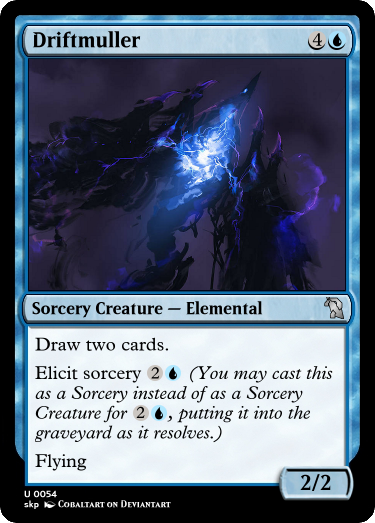 Driftmuller 4
Sorcery Creature — Elemental
Draw two cards.
Elicit sorcery 2 (You may cast this
as a Sorcery instead of as a Sorcery
Creature for 2 , putting it into the
graveyard as it resolves.)
Flying
2/2
U 0054
skp Cobaltart on Deviantart